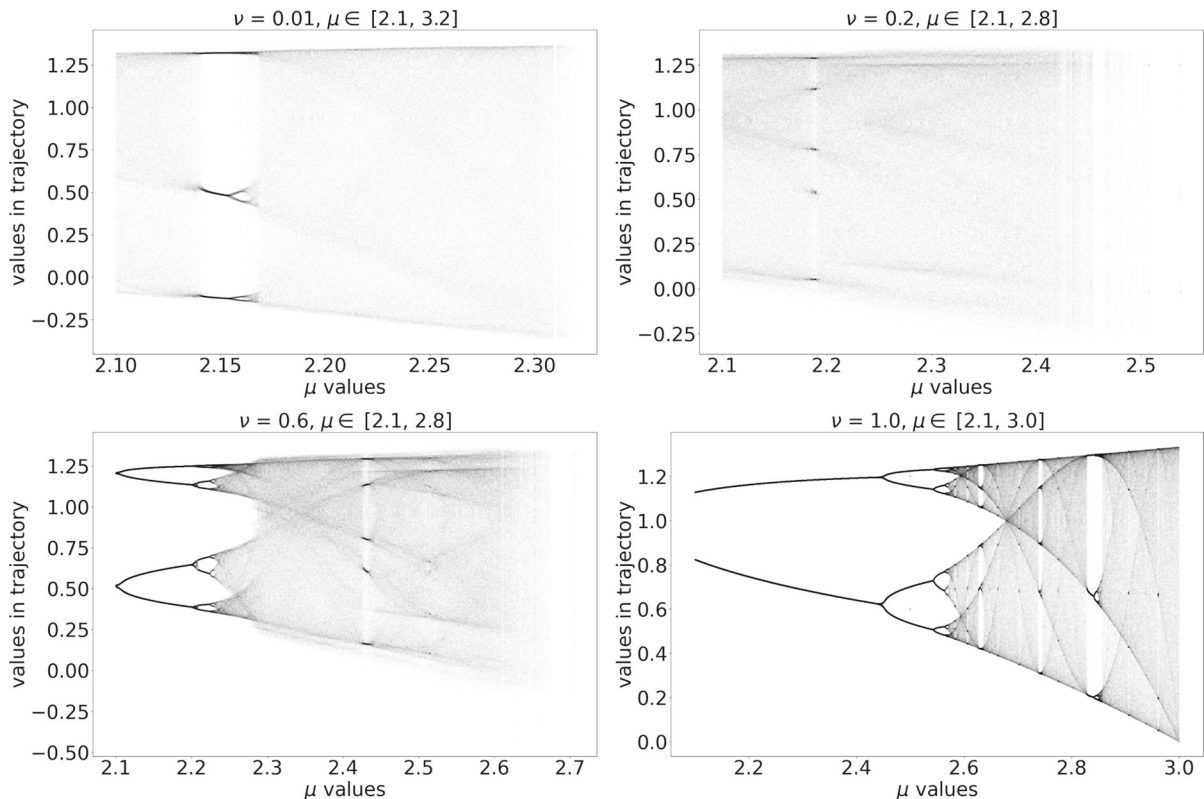 ν = 0.01, μ ∈ [2.1, 3.2]
values in trajectory
1.25
1.00
0.75
0.50
0.25
0.00
−0.25
2.10 2.15 2.20 2.25 2.30
μ values
ν = 0.2, μ ∈ [2.1, 2.8]
values in trajectory
1.25
1.00
0.75
0.50
0.25
0.00
−0.25
2.1 2.2 2.3 2.4 2.5
μ values
ν = 0.6, μ ∈ [2.1, 2.8]
values in trajectory
1.25
1.00
0.75
0.50
0.25
0.00
−0.25
−0.50
2.1 2.2 2.3 2.4 2.5 2.6 2.7
μ values
ν = 1.0, μ ∈ [2.1, 3.0]
values in trajectory
1.2
1.0
0.8
0.6
0.4
0.2
0.0
2.2 2.4 2.6 2.8 3.0
μ values